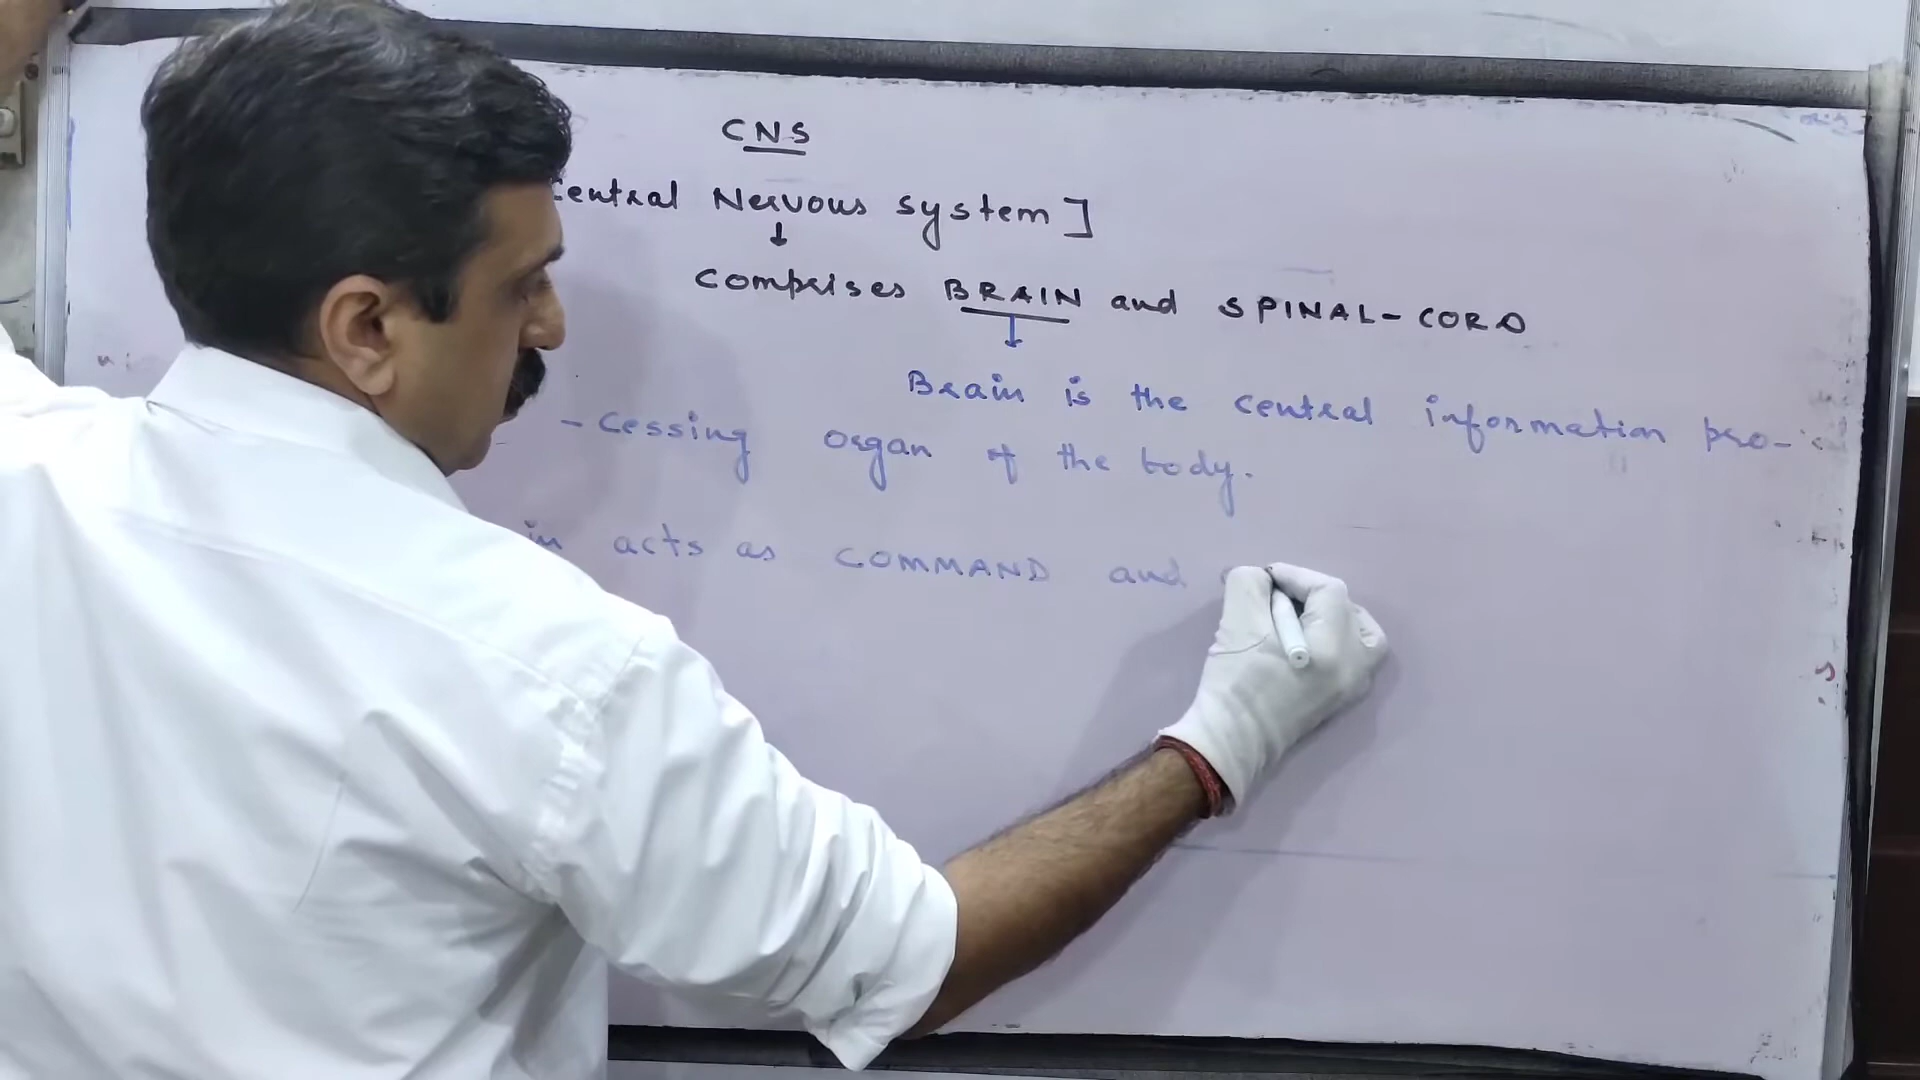 CNS
entral Nervous system]
↓
comprises BRAIN and SPINAL-CORD
↓
Brain is the central information pro-
-cessing organ of the body.
in acts as COMMAND and